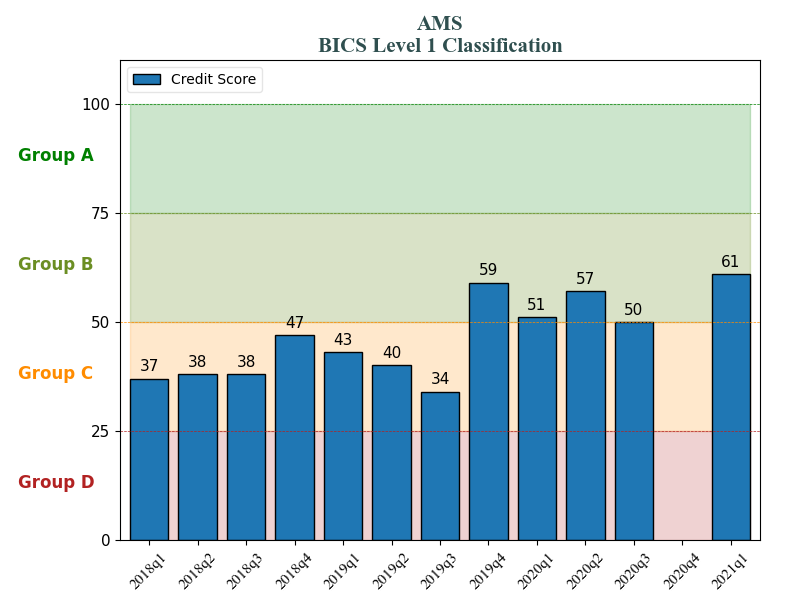 AMS
BICS Level 1 Classification
Credit Score
100
Group A
75
Group B
61
59
57
51
50
50
47
43
40
Group C
38
38
37
34
25
Group D
0
2018q1 2018q2 2018q3 2018q4 2019q1 2019q2 2019q3 2019q4 2020q1 2020q2 2020q3 2020q4 2021q1